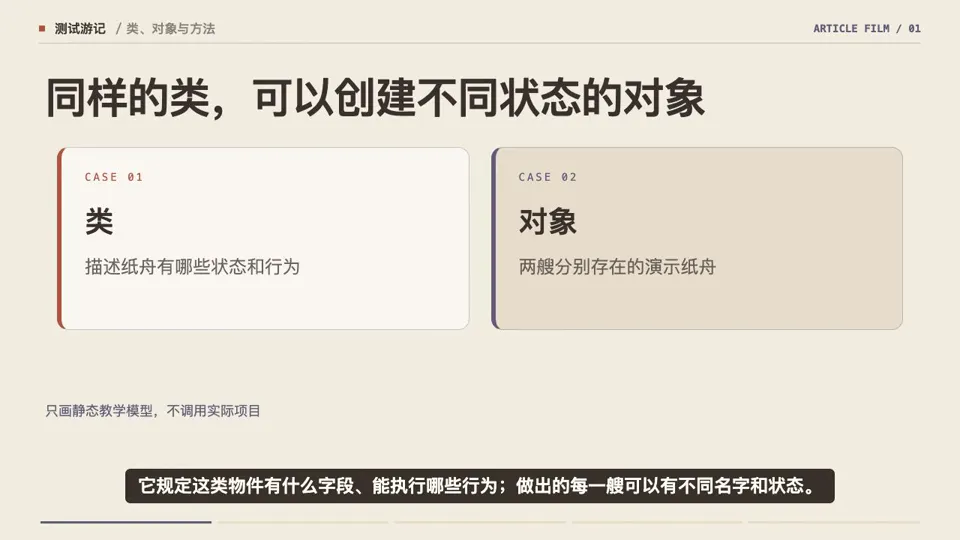 测试游记 / 类、对象与方法
ARTICLE FILM / 01
同样的类，可以创建不同状态的对象
CASE 01
类
描述纸舟有哪些状态和行为
CASE 02
对象
两艘分别存在的演示纸舟
只画静态教学模型，不调用实际项目
它规定这类物件有什么字段、能执行哪些行为；做出的每一艘可以有不同名字和状态。